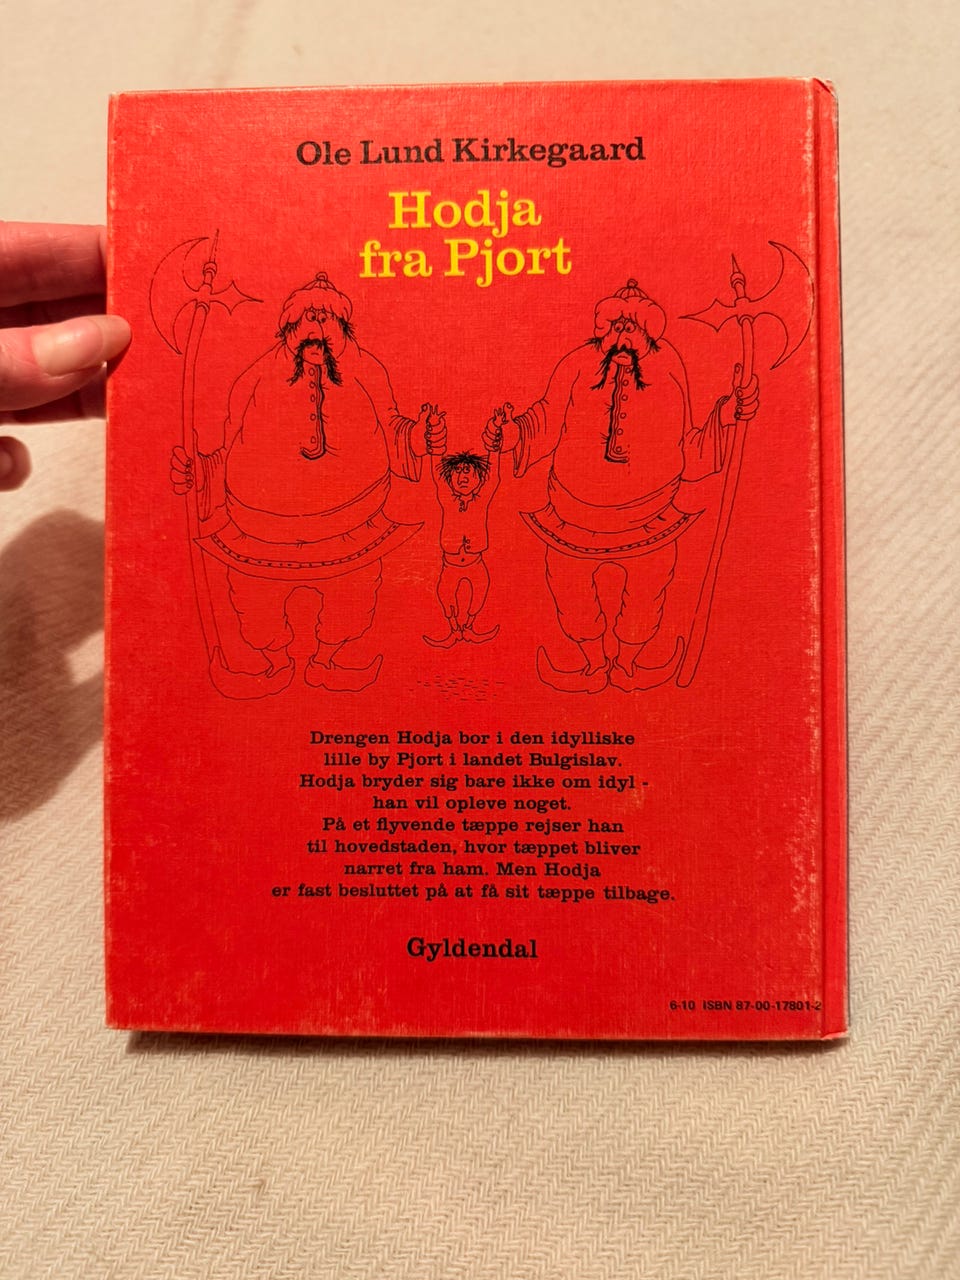 Ole Lund Kirkegaard
Hodja
fra Pjort
Drengen Hodja bor i den idylliske
lille by Pjort i landet Bulgislav.
Hodja bryder sig bare ikke om idyl -
han vil opleve noget.
På et flyvende tæppe rejser han
til hovedstaden, hvor tæppet bliver
narret fra ham. Men Hodja
er fast besluttet på at få sit tæppe tilbage.
Gyldendal
6-10 ISBN 87-00-17801-2